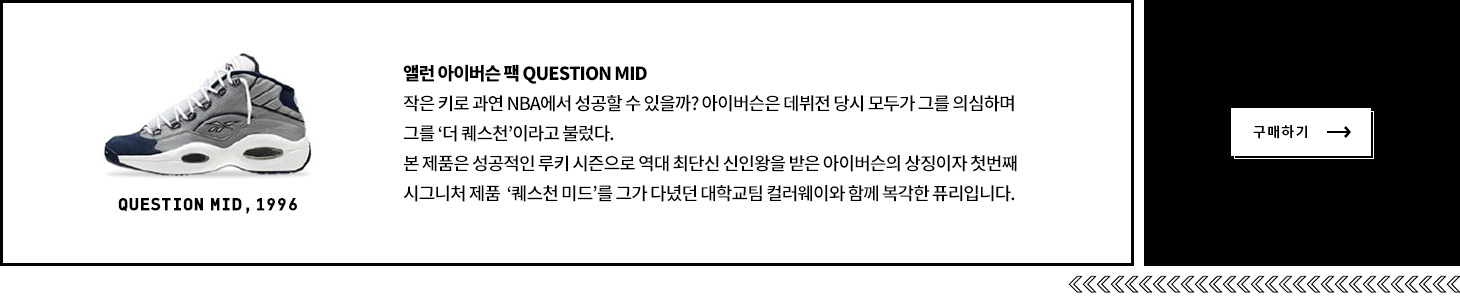 앨런 아이버슨 팩 QUESTION MID
작은 키로 과연 NBA에서 성공할 수 있을까? 아이버슨은 데뷔전 당시 모두가 그를 의심하며
그를 ‘더 퀘스천’이라고 불렀다.
본 제품은 성공적인 루키 시즌으로 역대 최단신 신인왕을 받은 아이버슨의 상징이자 첫번째
시그니처 제품 ‘퀘스천 미드’를 그가 다녔던 대학교팀 컬러웨이와 함께 복각한 퓨리입니다.
QUESTION MID, 1996
구매하기